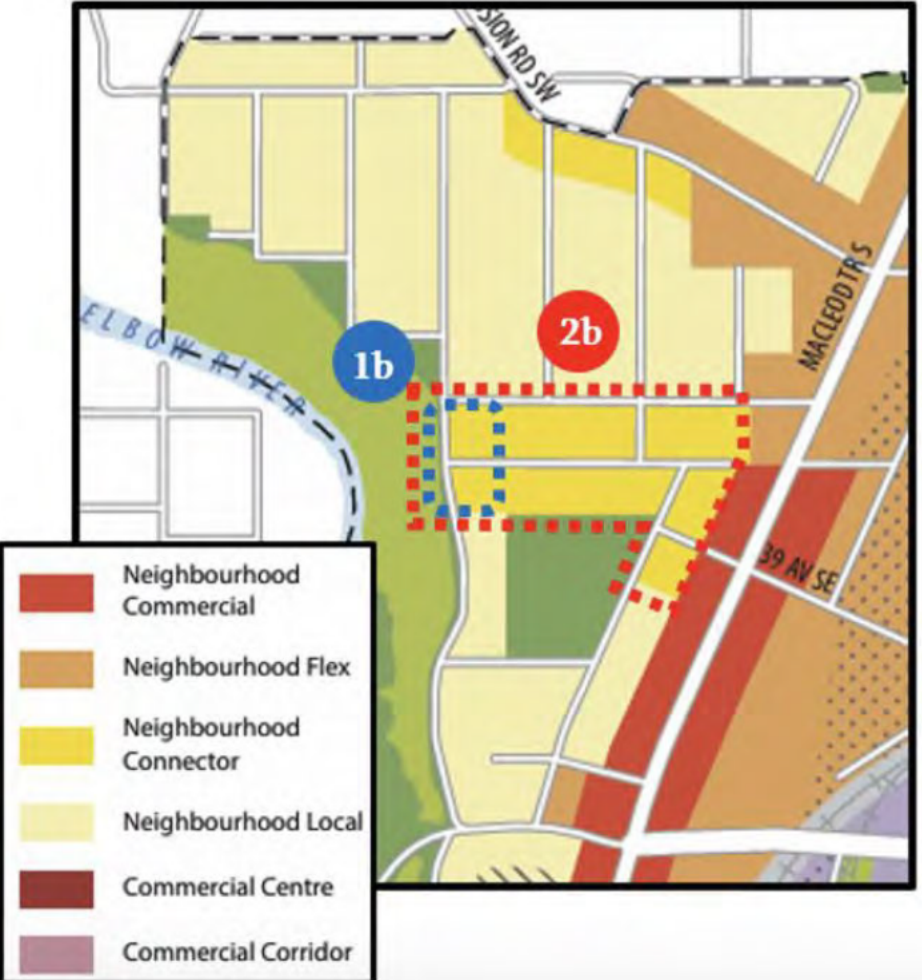 SION RD SW
MACLEOD TR S
ELBOW RIVER
1b
2b
39 AV SE
Neighbourhood
Commercial
Neighbourhood Flex
Neighbourhood
Connector
Neighbourhood Local
Commercial Centre
Commercial Corridor